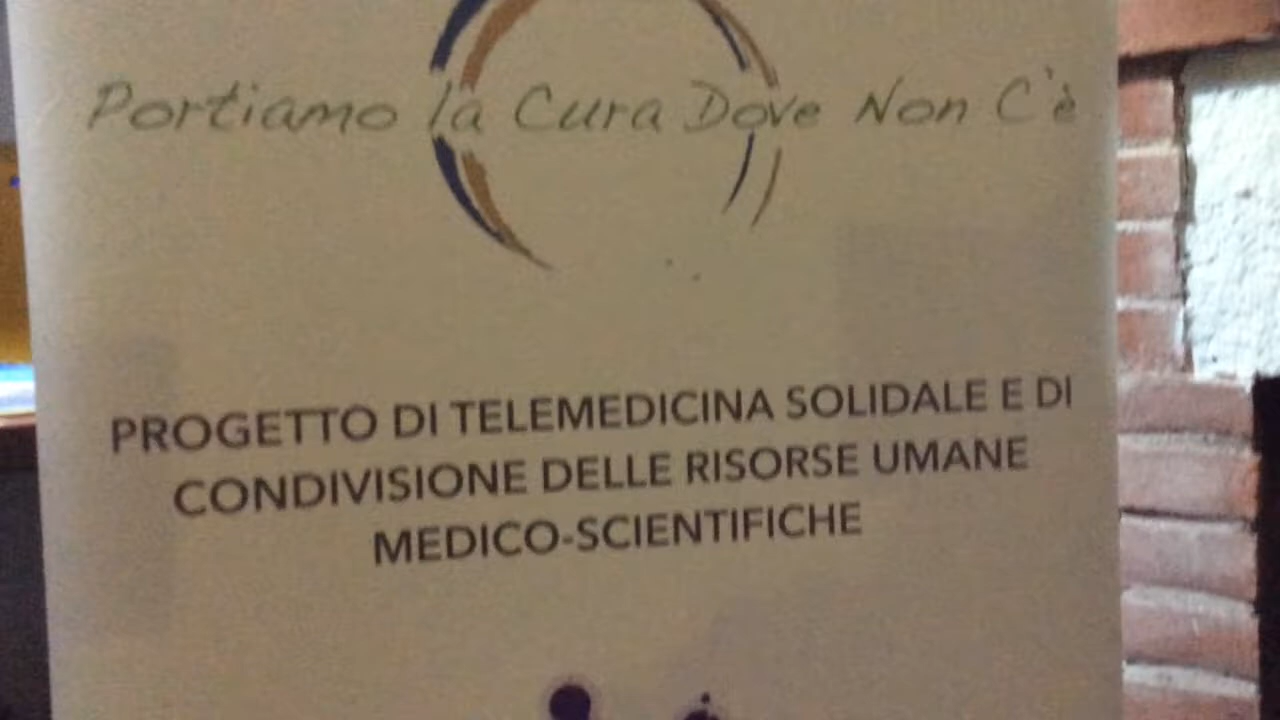 Portiamo la Cura Dove Non C'è
PROGETTO DI TELEMEDICINA SOLIDALE E DI
CONDIVISIONE DELLE RISORSE UMANE
MEDICO-SCIENTIFICHE